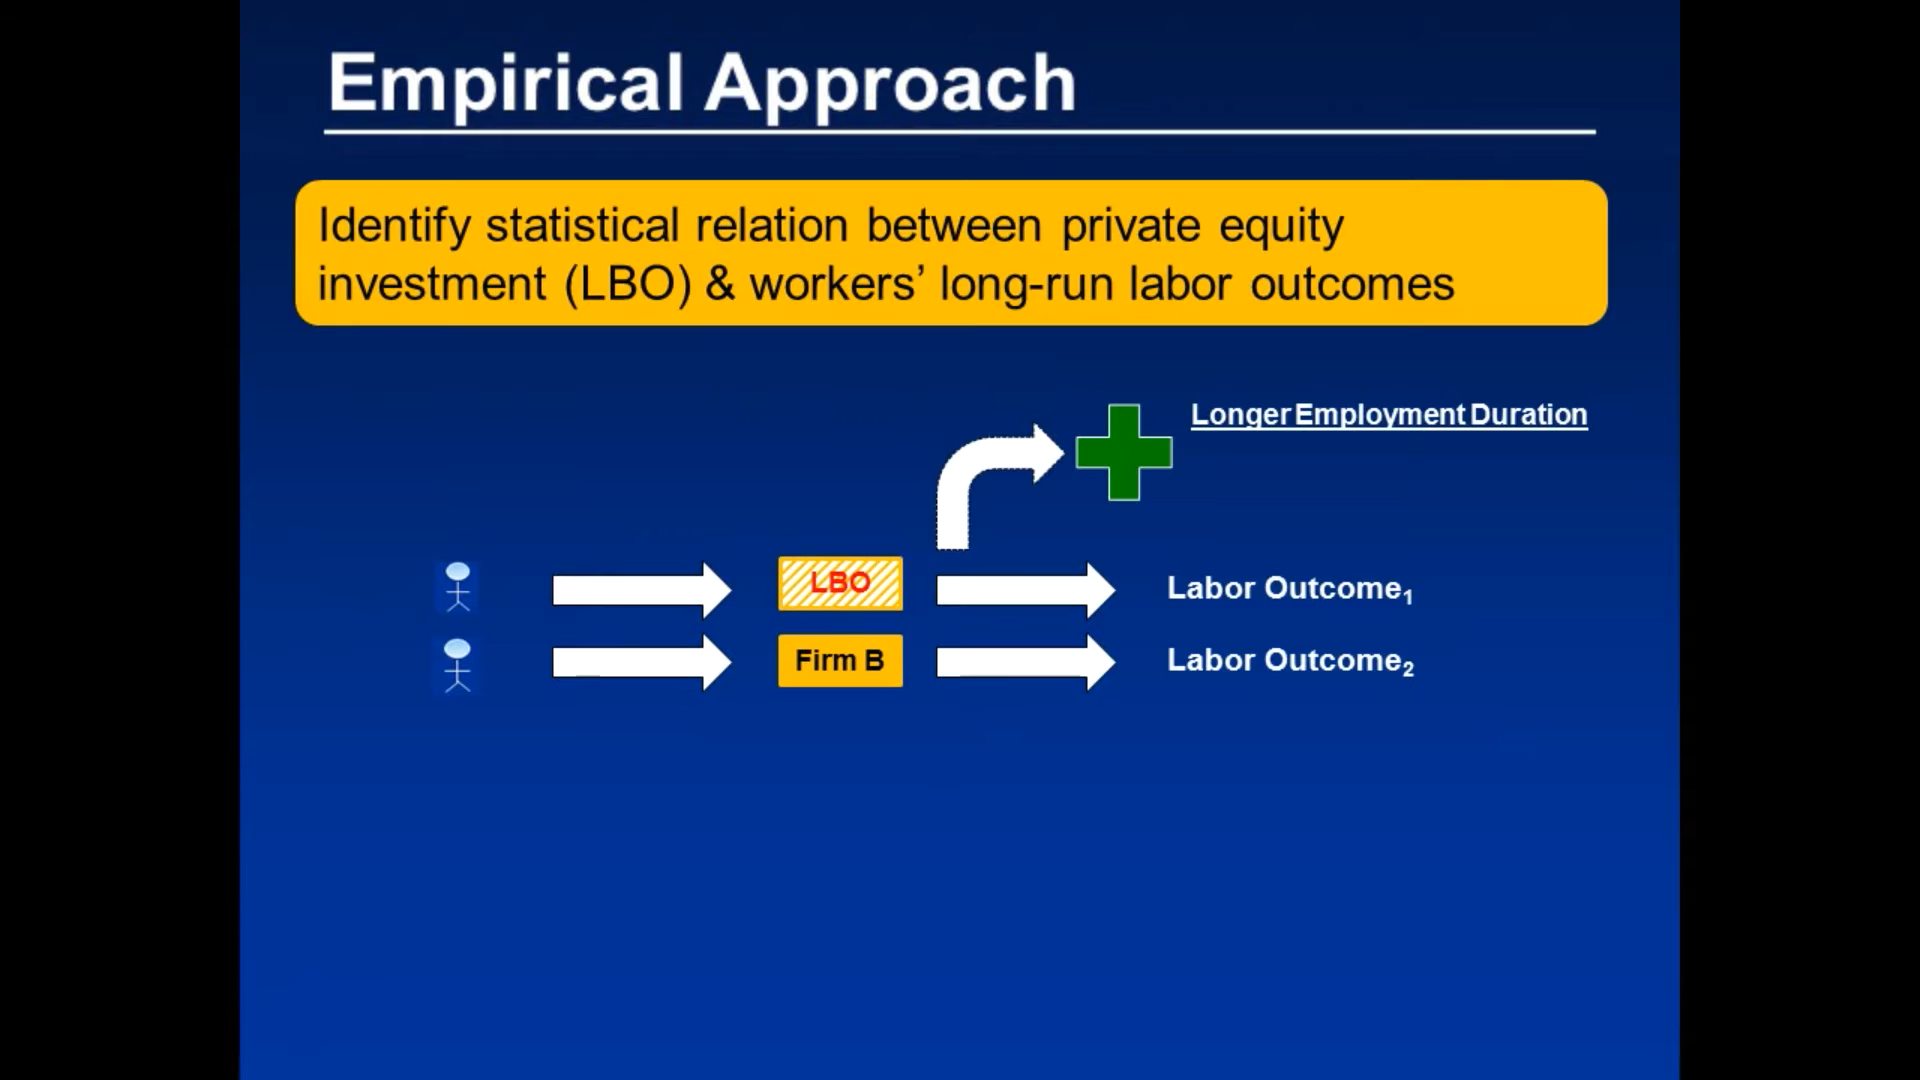 Empirical Approach
Identify statistical relation between private equity
investment (LBO) & workers’ long-run labor outcomes
Longer Employment Duration
LBO
Labor Outcome₁
Firm B
Labor Outcome₂